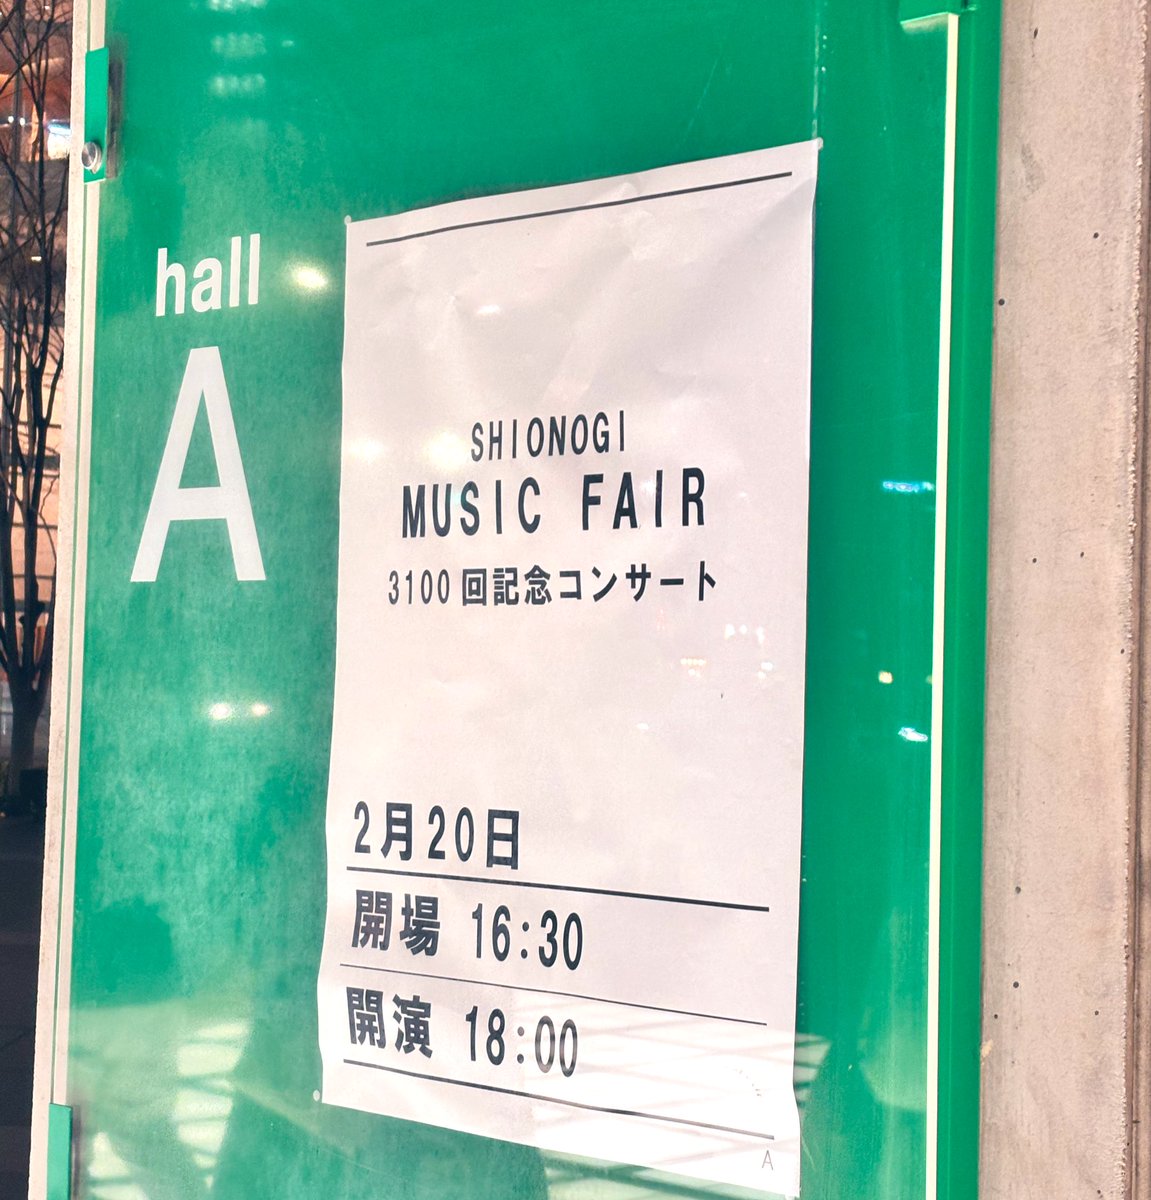 hall
A
SHIONOGI
MUSIC FAIR
3100回記念コンサート
2月20日
開場 16:30
開演 18:00
A